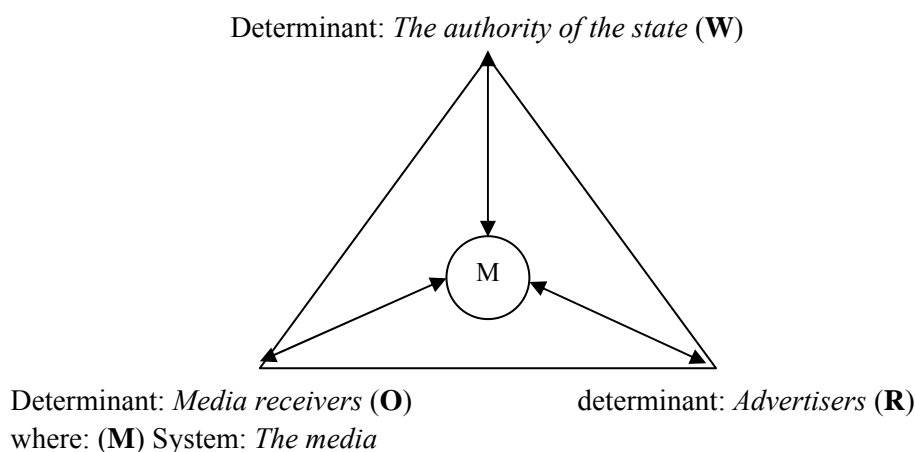 Determinant: The authority of the state (W)
M
Determinant: Media receivers (O) determinant: Advertisers (R)
where: (M) System: The media